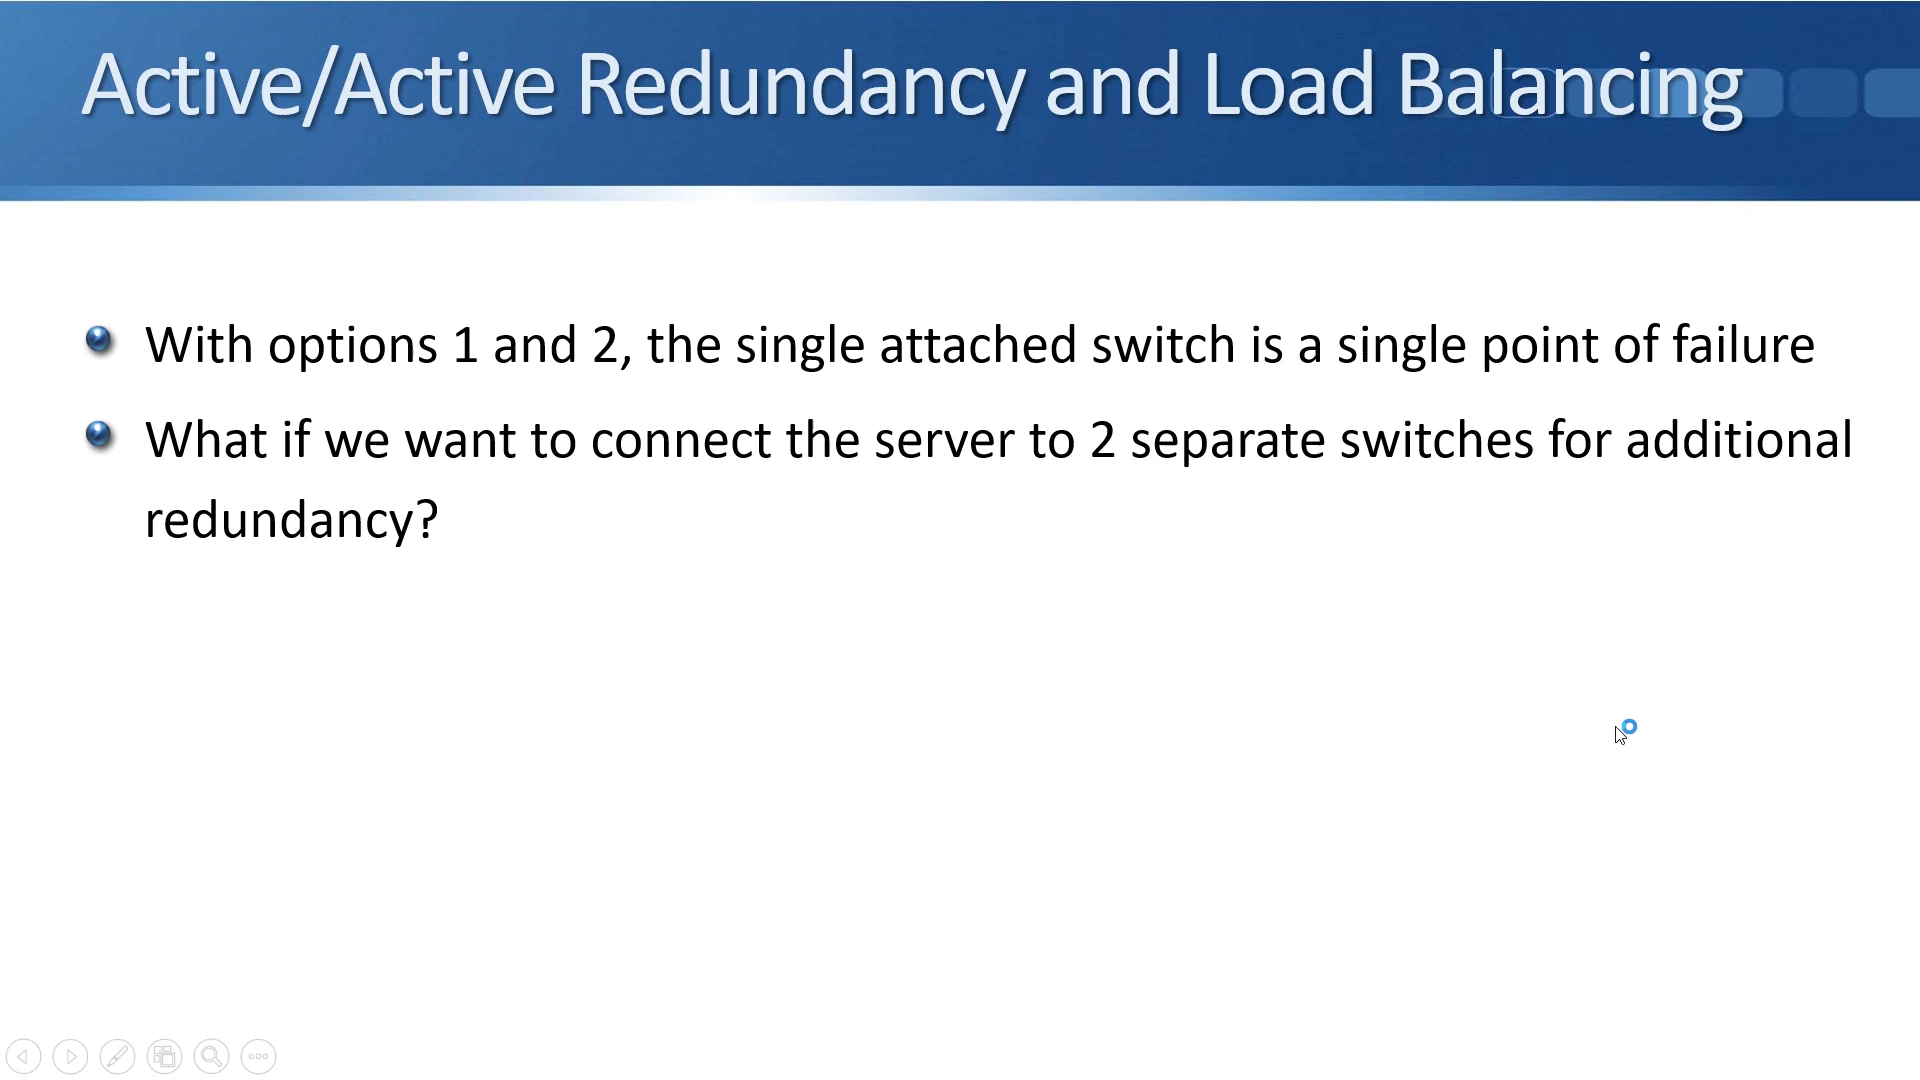 Active/Active Redundancy and Load Balancing
With options 1 and 2, the single attached switch is a single point of failure
What if we want to connect the server to 2 separate switches for additional
redundancy?